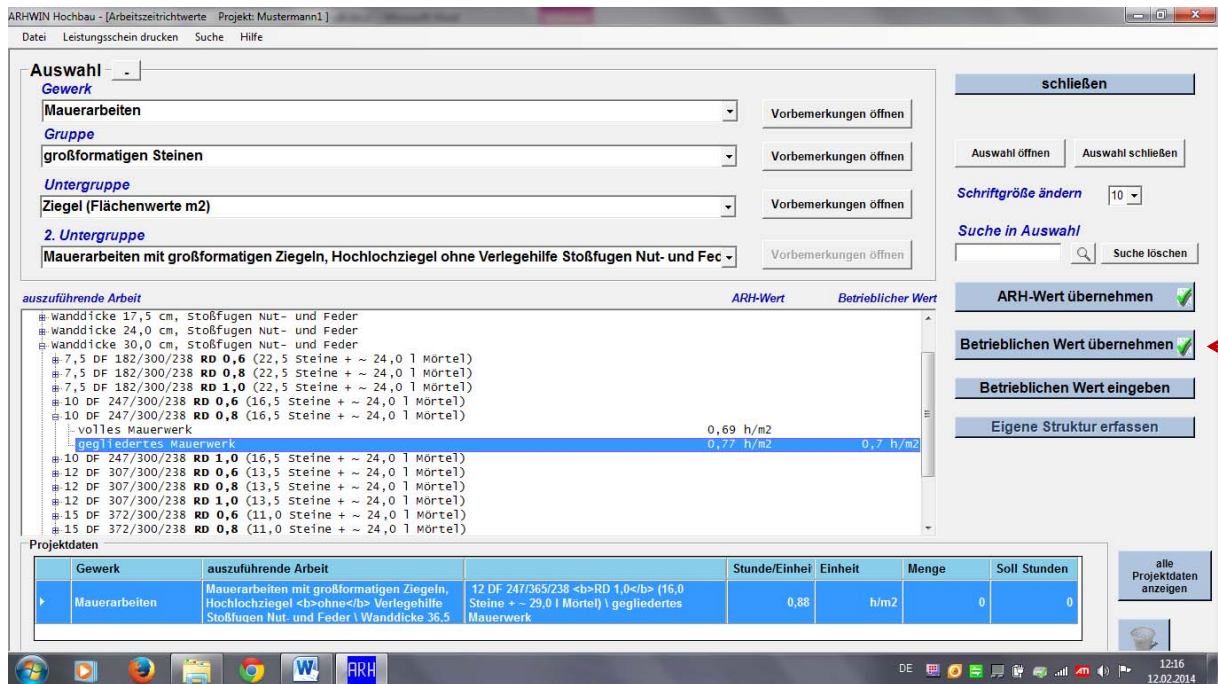 ARHWIN Hochbau - [Arbeitszeitrichtwerte Projekt: Mustermann1 ]
Datei Leistungsschein drucken Suche Hilfe
Auswahl -
Gewerk
Mauerarbeiten
Vorbemerkungen öffnen
Gruppe
großformatigen Steinen
Vorbemerkungen öffnen
Untergruppe
Ziegel (Flächenwerte m2)
Vorbemerkungen öffnen
2. Untergruppe
Mauerarbeiten mit großformatigen Ziegeln, Hochlochziegel ohne Verlegehilfe Stoßfugen Nut- und Fec
Vorbemerkungen öffnen
schließen
Auswahl öffnen Auswahl schließen
Schriftgröße ändern 10
Suche in Auswahl
Suche löschen
ARH-Wert übernehmen
Betrieblichen Wert übernehmen
Betrieblichen Wert eingeben
Eigene Struktur erfassen
auszuführende Arbeit ARH-Wert Betrieblicher Wert
Wanddicke 17,5 cm, Stoßfugen Nut- und Feder
Wanddicke 24,0 cm, Stoßfugen Nut- und Feder
Wanddicke 30,0 cm, Stoßfugen Nut- und Feder
7,5 DF 182/300/238 RD 0,6 (22,5 Steine + ~ 24,0 l Mörtel)
7,5 DF 182/300/238 RD 0,8 (22,5 Steine + ~ 24,0 l Mörtel)
7,5 DF 182/300/238 RD 1,0 (22,5 Steine + ~ 24,0 l Mörtel)
10 DF 247/300/238 RD 0,6 (16,5 Steine + ~ 24,0 l Mörtel)
10 DF 247/300/238 RD 0,8 (16,5 Steine + ~ 24,0 l Mörtel)
volles Mauerwerk 0,69 h/m2
gegliedertes Mauerwerk 0,77 h/m2 0,7 h/m2
10 DF 247/300/238 RD 1,0 (16,5 Steine + ~ 24,0 l Mörtel)
12 DF 307/300/238 RD 0,6 (13,5 Steine + ~ 24,0 l Mörtel)
12 DF 307/300/238 RD 0,8 (13,5 Steine + ~ 24,0 l Mörtel)
12 DF 307/300/238 RD 1,0 (13,5 Steine + ~ 24,0 l Mörtel)
15 DF 372/300/238 RD 0,6 (11,0 Steine + ~ 24,0 l Mörtel)
15 DF 372/300/238 RD 0,8 (11,0 Steine + ~ 24,0 l Mörtel)
Projektdaten
Gewerk auszuführende Arbeit Stunde/Einhei Einheit Menge Soll Stunden
Mauerarbeiten mit großformatigen Ziegeln, 12 DF 247/365/238 <b>RD 1,0</b> (16,0
Mauerarbeiten Hochlochziegel <b>ohne</b> Verlegehilfe Steine + ~ 29,0 l Mörtel) \ gegliedertes 0,88 h/m2 0 0
Stoßfugen Nut- und Feder \ Wanddicke 36,5 Mauerwerk
alle
Projektdaten
anzeigen
W ARH DE 12:16
12.02.2014